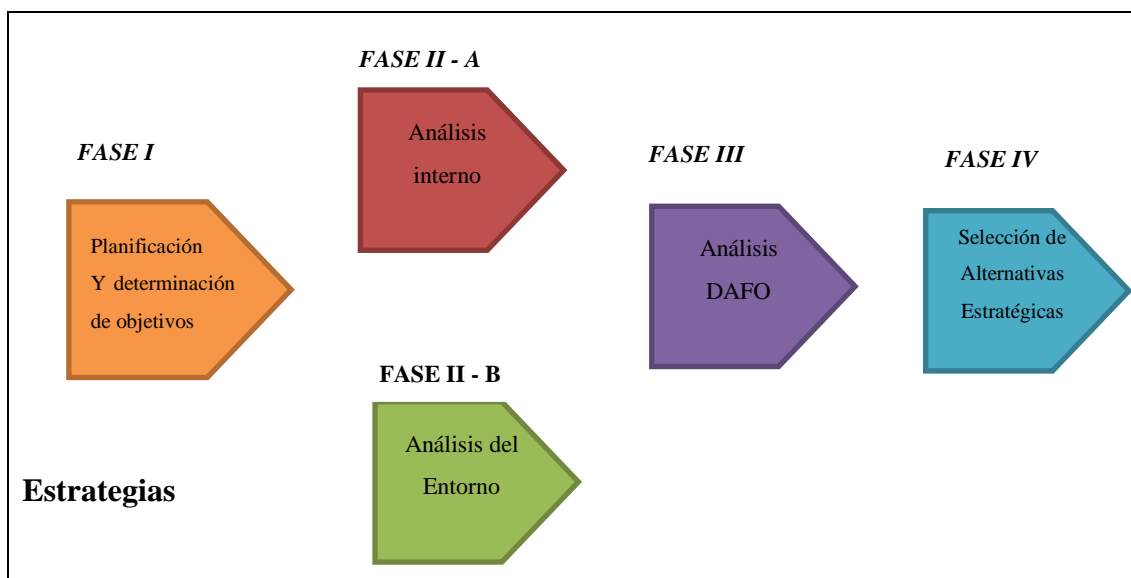 FASE I
Planificación
Y determinación
de objetivos
FASE II - A
Análisis
interno
FASE II - B
Análisis del
Entorno
FASE III
Análisis
DAFO
FASE IV
Selección de
Alternativas
Estratégicas
Estrategias